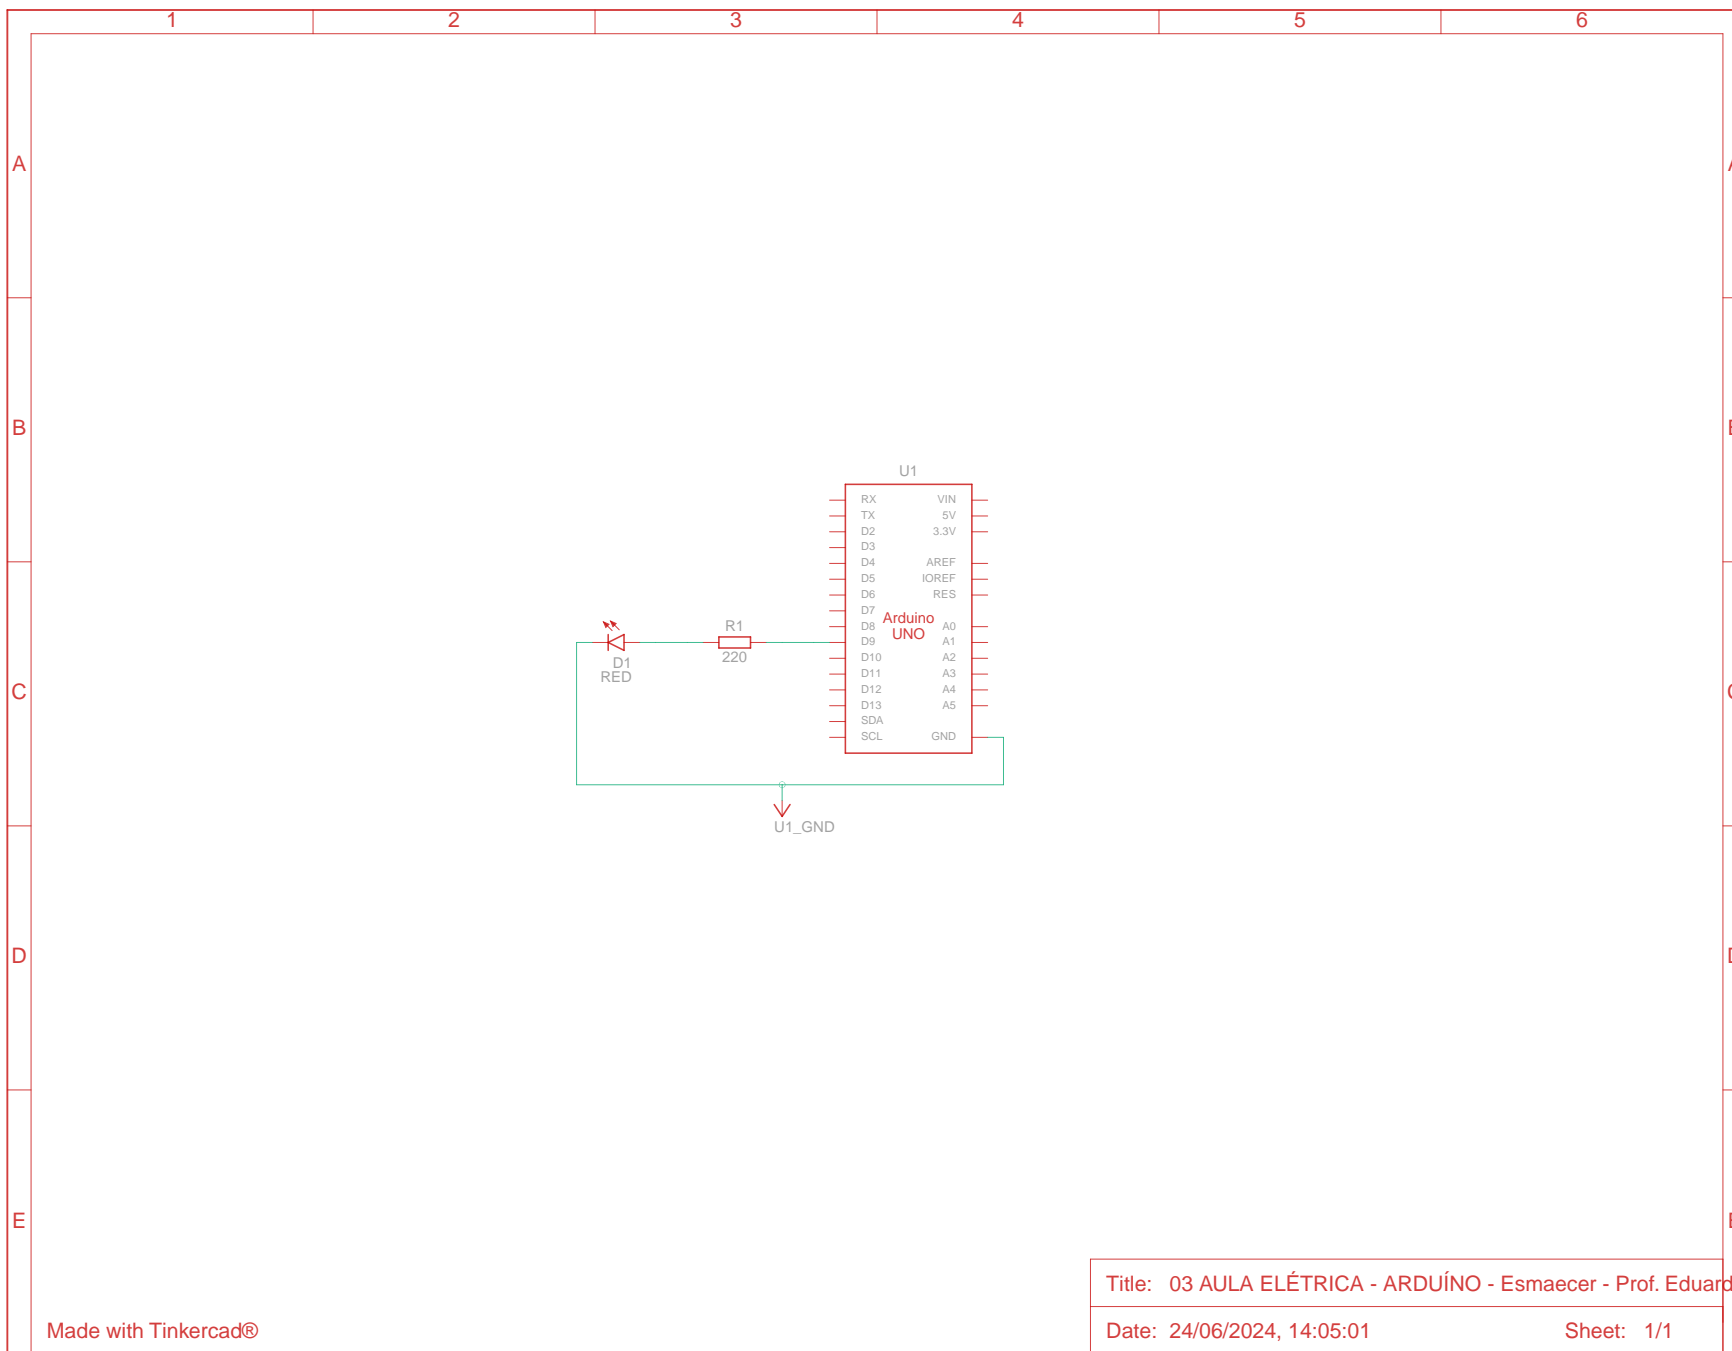 1 2 3 4 5 6
A
B
C
D
E
U1
RX VIN
TX 5V
D2 3.3V
D3
D4 AREF
D5 IOREF
D6 RES
D7
Arduino
UNO
D8 A0
D9 A1
D10 A2
D11 A3
D12 A4
D13 A5
SDA
SCL GND
R1
220
D1
RED
U1_GND
Title: 03 AULA ELÉTRICA - ARDUÍNO - Esmaecer - Prof. Eduard
Made with Tinkercad®
Date: 24/06/2024, 14:05:01 Sheet: 1/1